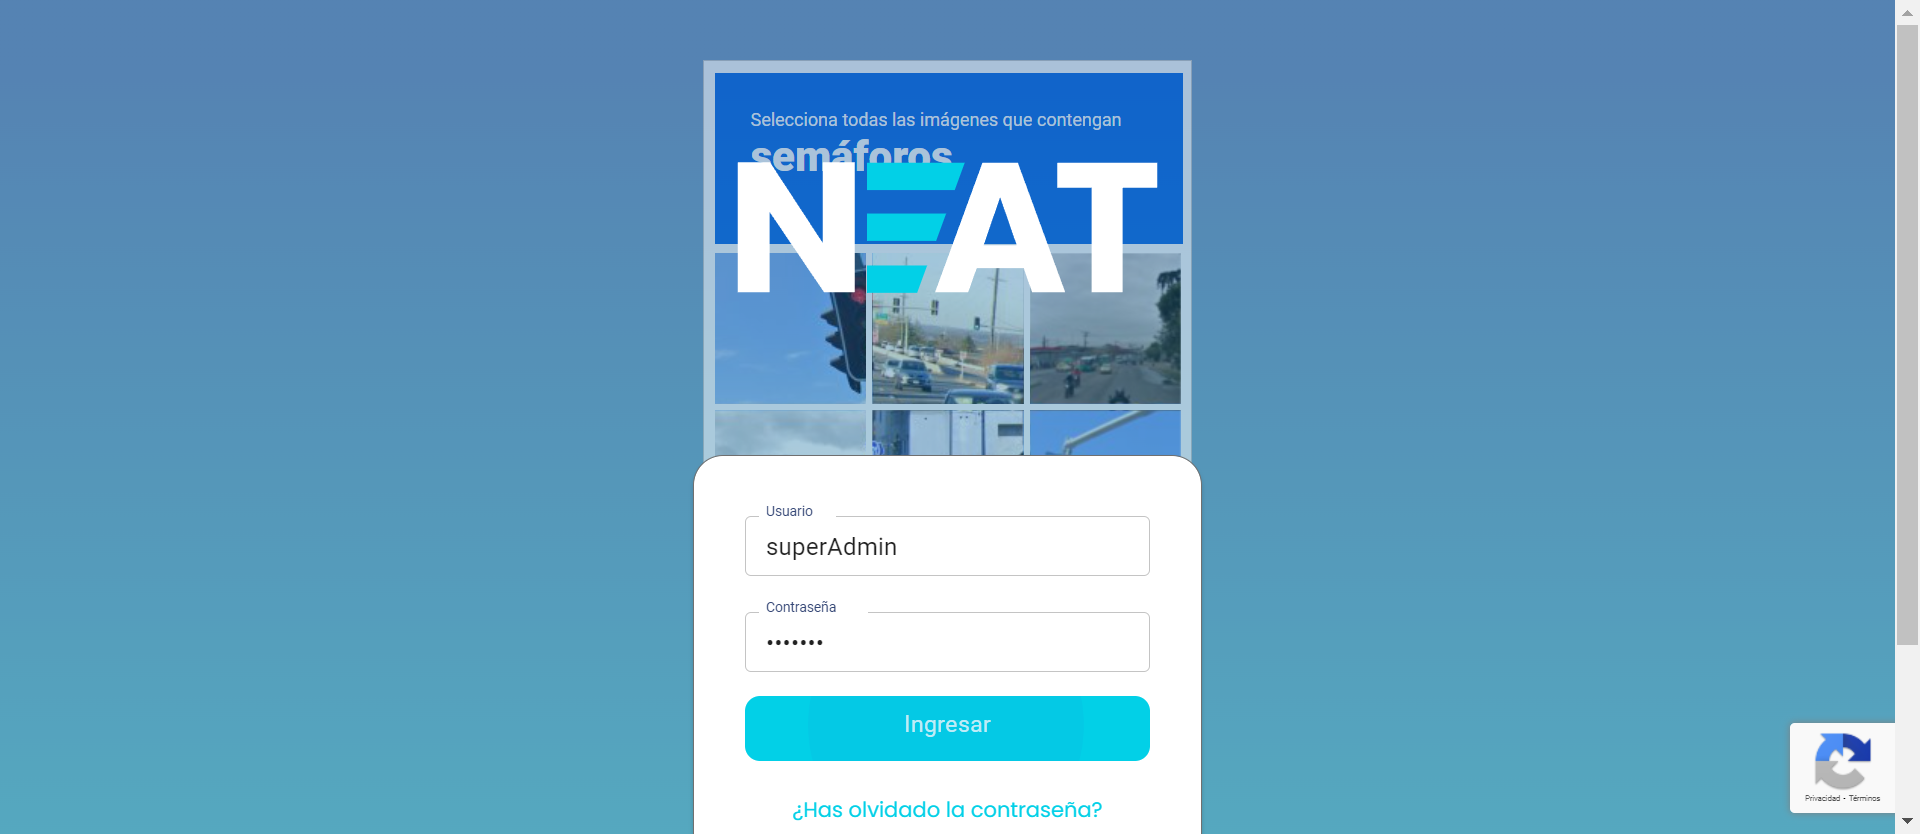 Selecciona todas las imágenes que contengan
semáforos
NEAT
Usuario
superAdmin
Contraseña
•••••••
Ingresar
¿Has olvidado la contraseña?
Privacidad - Términos